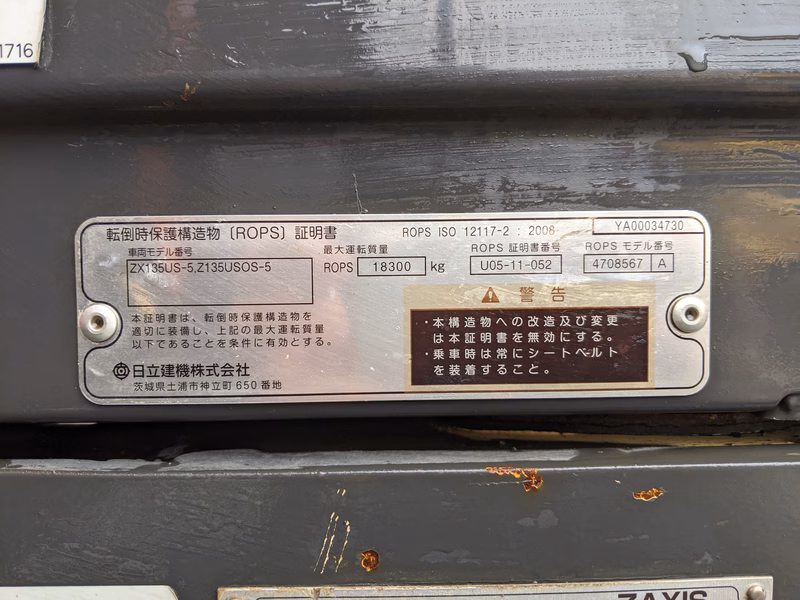 1716
転倒時保護構造物〔ROPS〕証明書
ROPS ISO 12117-2 : 2008
YA00034730
車両モデル番号
ZX135US-5,Z135USOS-5
最大運転質量
ROPS 18300 kg
ROPS 証明書番号
U05-11-052
ROPS モデル番号
4708567 A
本証明書は、転倒時保護構造物を
適切に装備し、上記の最大運転質量
以下であることを条件に有効とする。
日立建機株式会社
茨城県土浦市神立町 650 番地
警告
・本構造物への改造及び変更
は本証明書を無効にする。
・乗車時は常にシートベルト
を装着すること。
ZAXIS